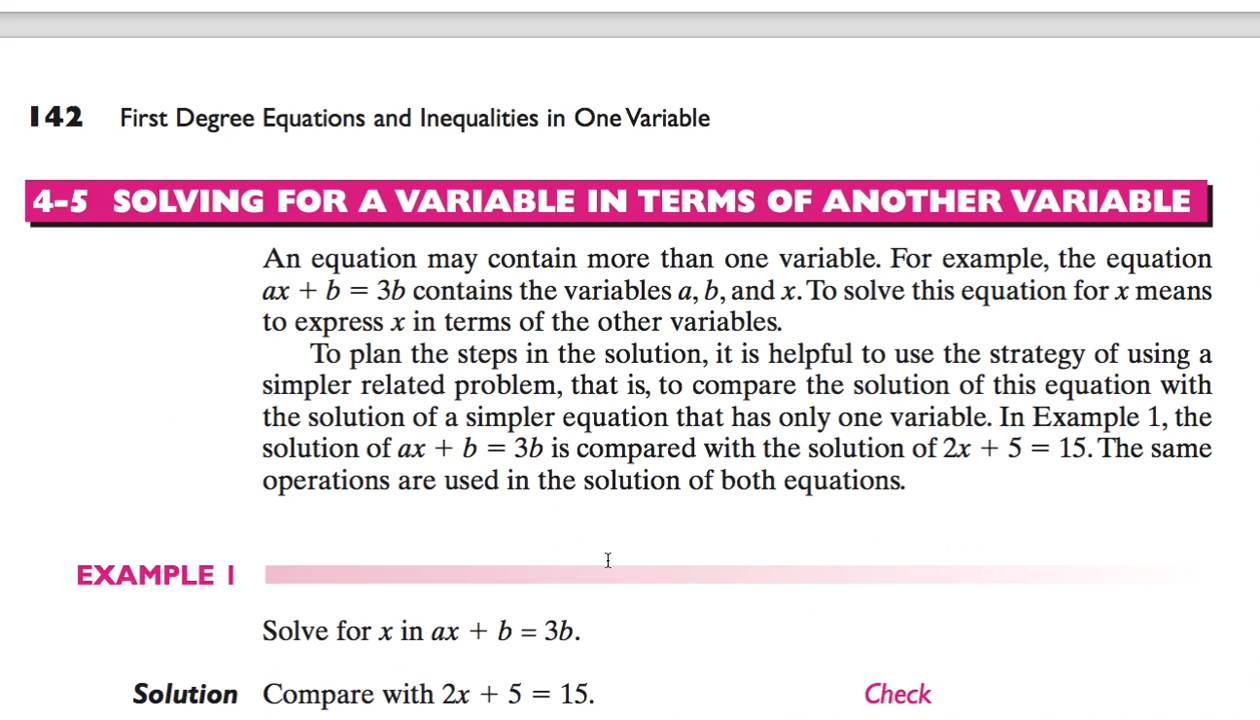 142 First Degree Equations and Inequalities in One Variable
4-5 SOLVING FOR A VARIABLE IN TERMS OF ANOTHER VARIABLE
An equation may contain more than one variable. For example, the equation
ax + b = 3b contains the variables a, b, and x. To solve this equation for x means
to express x in terms of the other variables.
To plan the steps in the solution, it is helpful to use the strategy of using a
simpler related problem, that is, to compare the solution of this equation with
the solution of a simpler equation that has only one variable. In Example 1, the
solution of ax + b = 3b is compared with the solution of 2x + 5 = 15. The same
operations are used in the solution of both equations.
EXAMPLE 1
Solve for x in ax + b = 3b.
Solution Compare with 2x + 5 = 15. Check